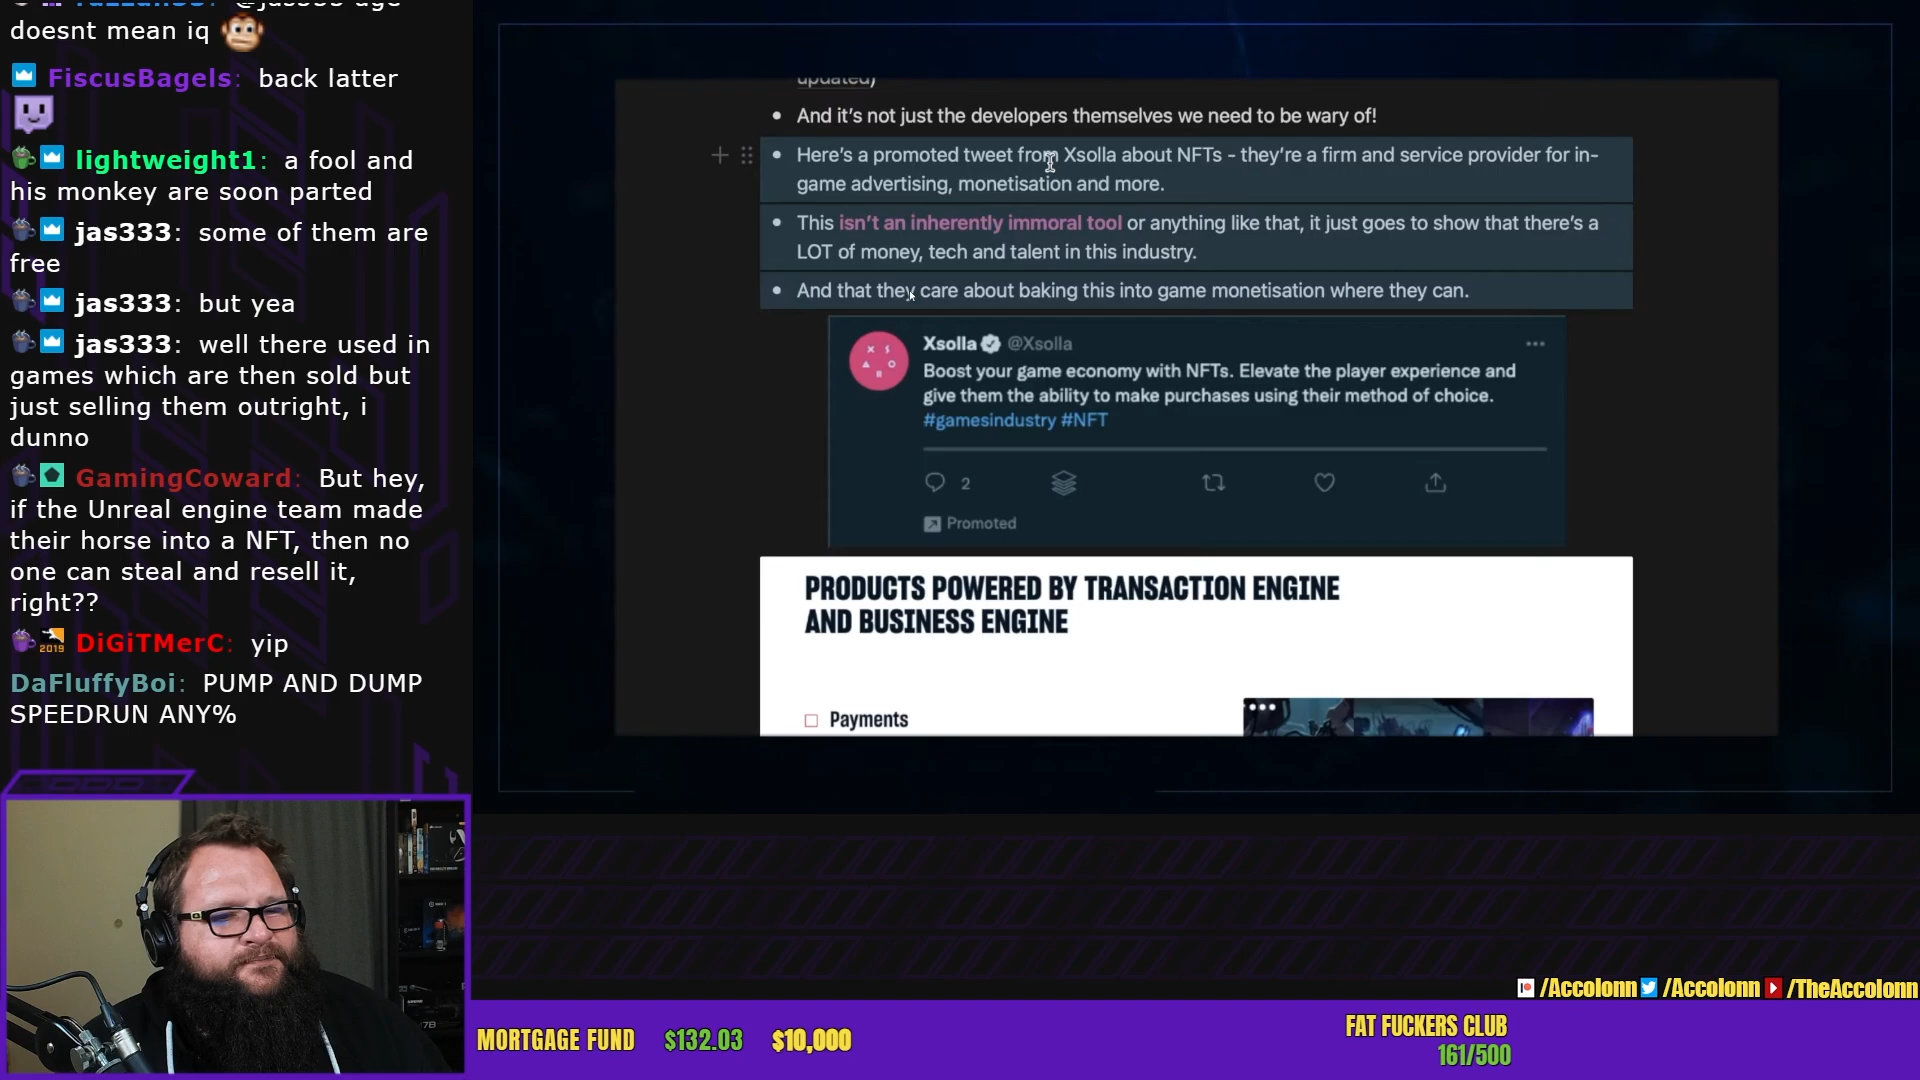 doesnt mean iq
FiscusBagels: back latter
lightweight1: a fool and
his monkey are soon parted
jas333: some of them are
free
jas333: but yea
jas333: well there used in
games which are then sold but
just selling them outright, i
dunno
GamingCoward: But hey,
if the Unreal engine team made
their horse into a NFT, then no
one can steal and resell it,
right??
2019 DiGiTMerC: yip
DaFluffyBoi: PUMP AND DUMP
SPEEDRUN ANY%
updated)
• And it's not just the developers themselves we need to be wary of!
• Here's a promoted tweet from Xsolla about NFTs - they're a firm and service provider for in-
game advertising, monetisation and more.
• This isn't an inherently immoral tool or anything like that, it just goes to show that there's a
LOT of money, tech and talent in this industry.
• And that they care about baking this into game monetisation where they can.
Xsolla @Xsolla
Boost your game economy with NFTs. Elevate the player experience and
give them the ability to make purchases using their method of choice.
#gamesindustry #NFT
2
Promoted
PRODUCTS POWERED BY TRANSACTION ENGINE
AND BUSINESS ENGINE
Payments
/Accolonn /Accolonn /TheAccolonn
MORTGAGE FUND $132.03 $10,000
FAT FUCKERS CLUB
161/500